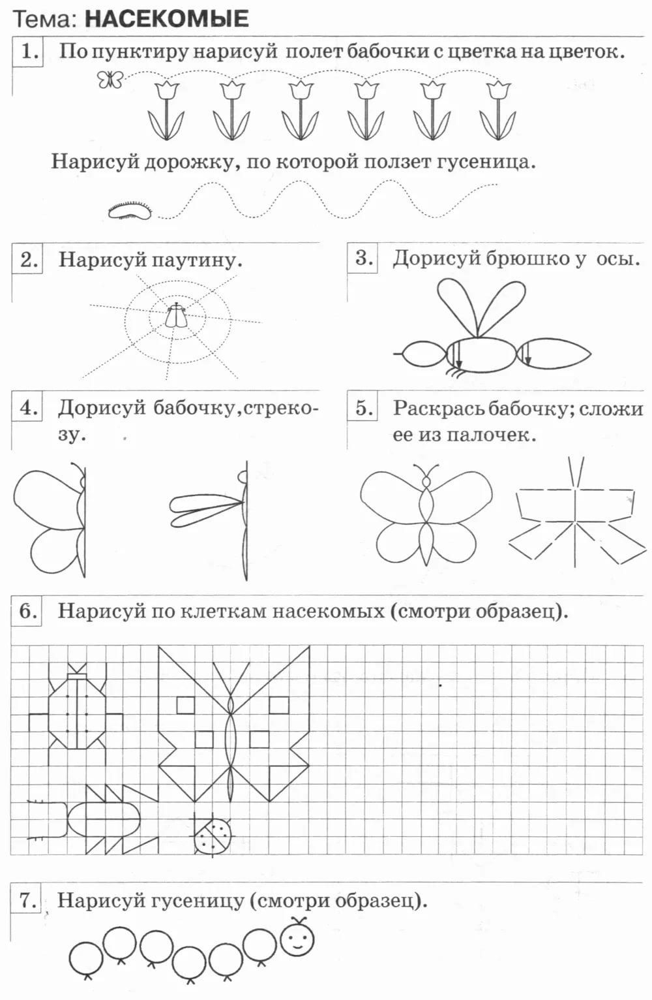 Тема: НАСЕКОМЫЕ
1. По пунктиру нарисуй полет бабочки с цветка на цветок.
Нарисуй дорожку, по которой ползет гусеница.
2. Нарисуй паутину.
3. Дорисуй брюшко у осы.
4. Дорисуй бабочку,стреко-
зу.
5. Раскрась бабочку; сложи
ее из палочек.
6. Нарисуй по клеткам насекомых (смотри образец).
7. Нарисуй гусеницу (смотри образец).